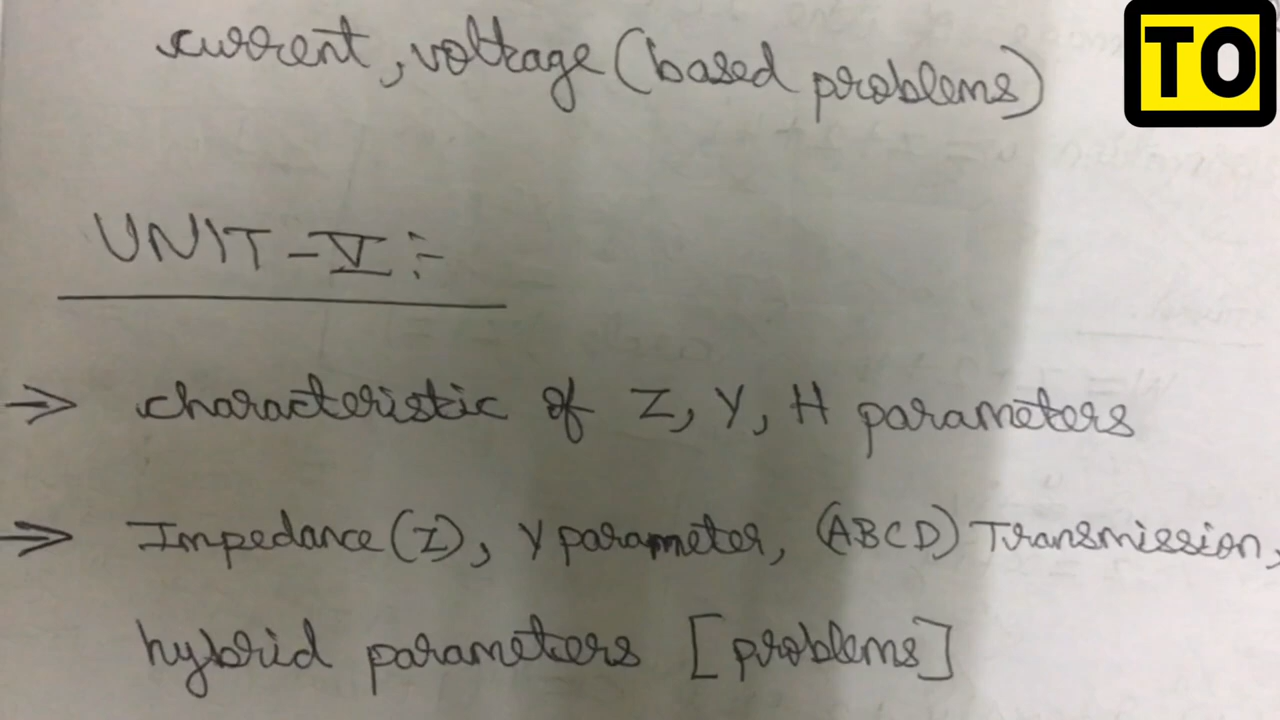 current, voltage (based problems)
TO
UNIT-V :-
⇒ characteristic of Z, Y, H parameters
⇒ Impedance (Z), Y parameter, (ABCD) Transmission,
hybrid parameters [problems]